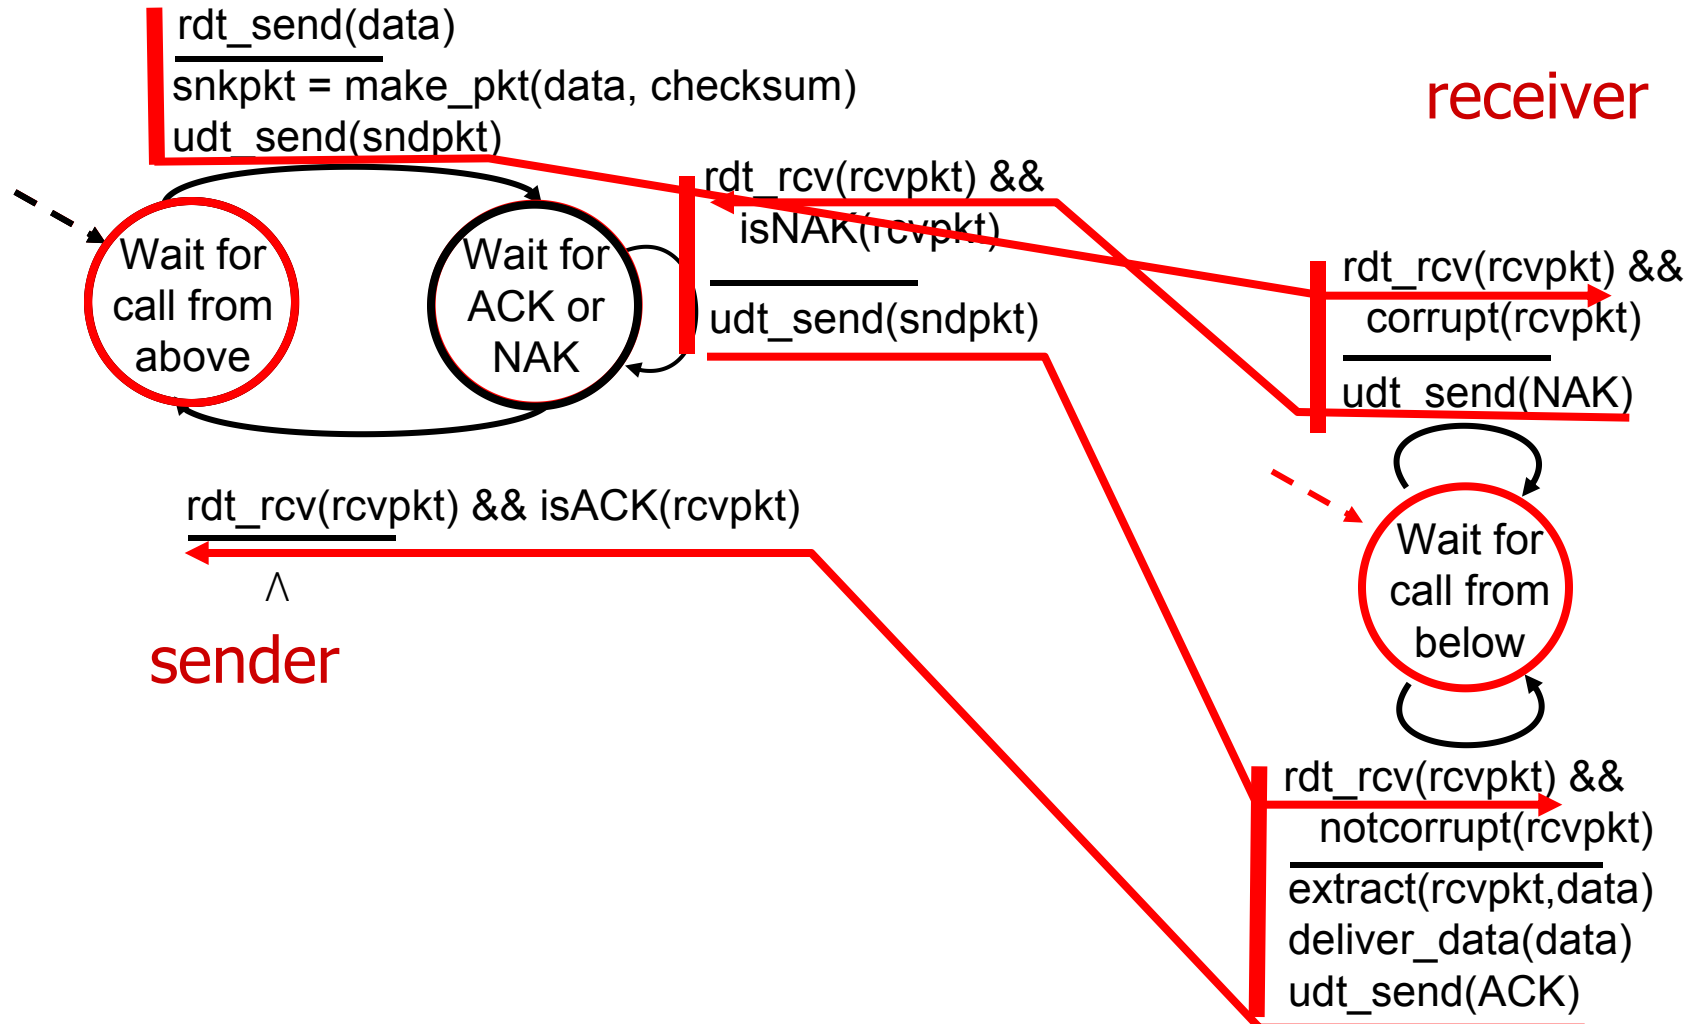 rdt_send(data)
snkpkt = make_pkt(data, checksum)
udt_send(sndpkt)
receiver
rdt_rcv(rcvpkt) &&
isNAK(rcvpkt)
udt_send(sndpkt)
Wait for
call from
above
Wait for
ACK or
NAK
rdt_rcv(rcvpkt) &&
corrupt(rcvpkt)
udt_send(NAK)
rdt_rcv(rcvpkt) && isACK(rcvpkt)
Λ
sender
Wait for
call from
below
rdt_rcv(rcvpkt) &&
notcorrupt(rcvpkt)
extract(rcvpkt,data)
deliver_data(data)
udt_send(ACK)